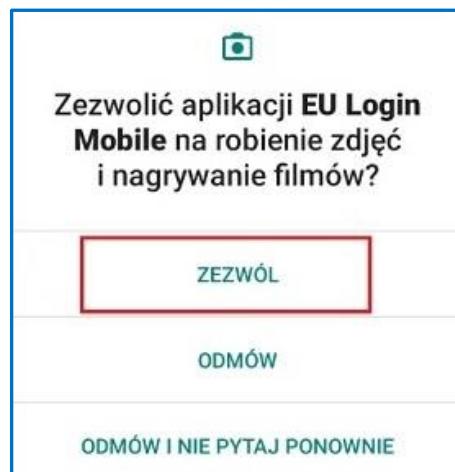 Zezwolić aplikacji EU Login
Mobile na robienie zdjęć
i nagrywanie filmów?
ZEZWÓL
ODMÓW
ODMÓW I NIE PYTAJ PONOWNIE